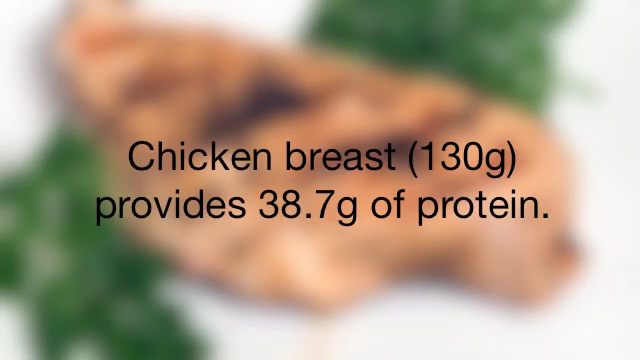 Chicken breast (130g)
provides 38.7g of protein.